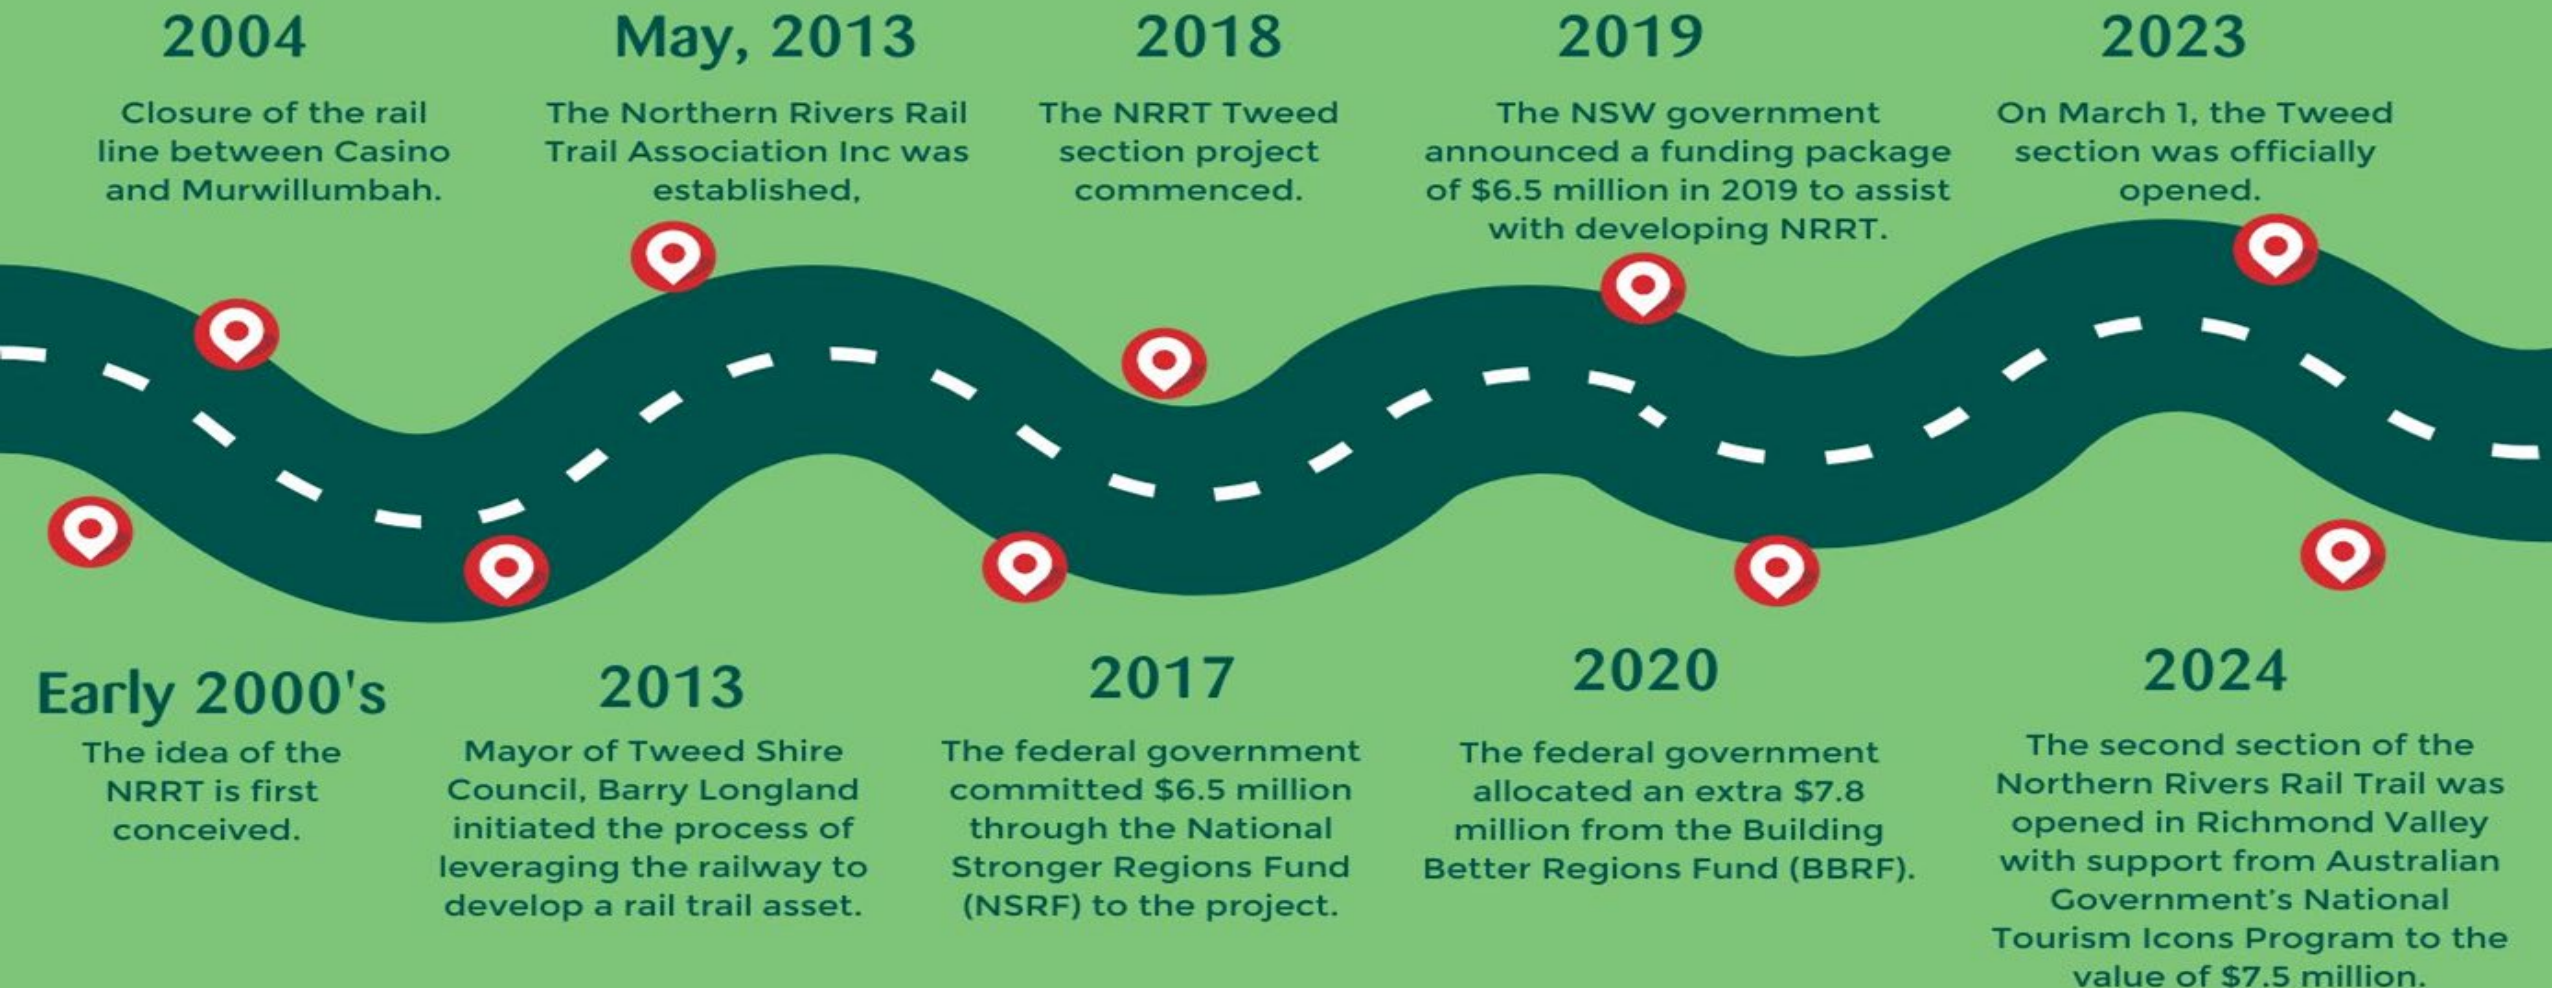 2004
Closure of the rail
line between Casino
and Murwillumbah.
May, 2013
The Northern Rivers Rail
Trail Association Inc was
established,
2018
The NRRT Tweed
section project
commenced.
2019
The NSW government
announced a funding package
of $6.5 million in 2019 to assist
with developing NRRT.
2023
On March 1, the Tweed
section was officially
opened.
Early 2000's
The idea of the
NRRT is first
conceived.
2013
Mayor of Tweed Shire
Council, Barry Longland
initiated the process of
leveraging the railway to
develop a rail trail asset.
2017
The federal government
committed $6.5 million
through the National
Stronger Regions Fund
(NSRF) to the project.
2020
The federal government
allocated an extra $7.8
million from the Building
Better Regions Fund (BBRF).
2024
The second section of the
Northern Rivers Rail Trail was
opened in Richmond Valley
with support from Australian
Government's National
Tourism Icons Program to the
value of $7.5 million.